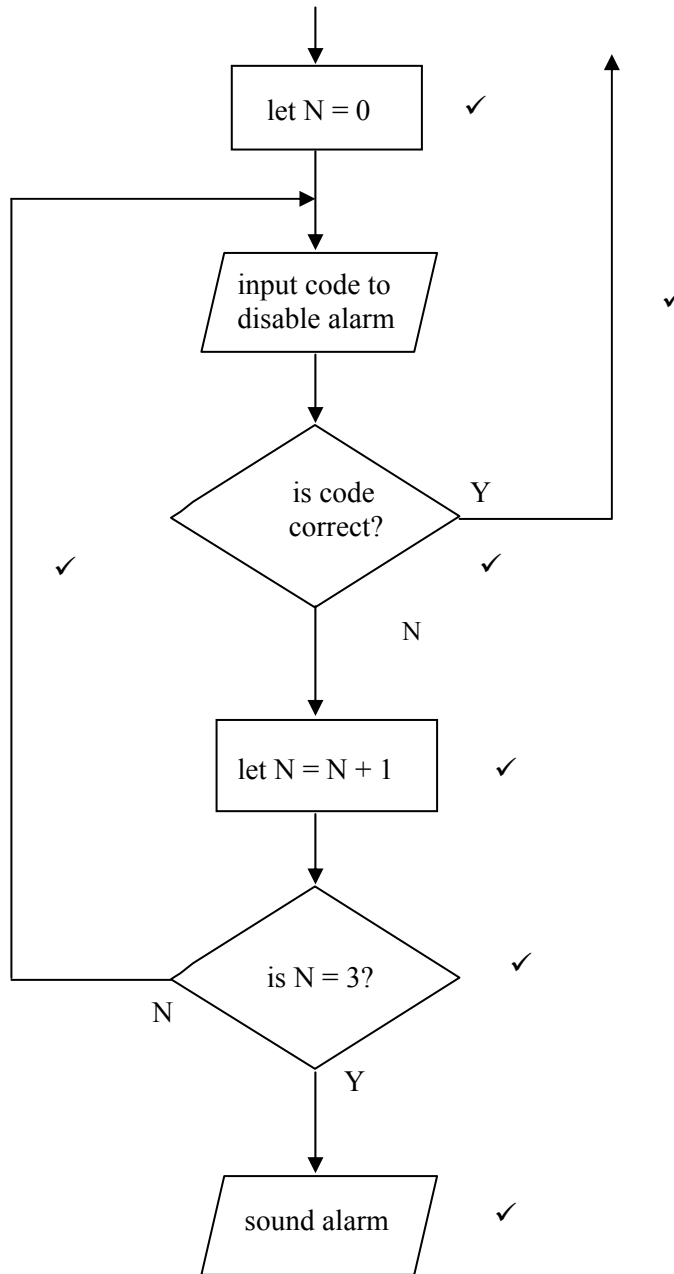 let N = 0
✓
input code to
disable alarm
✓
is code
correct?
Y
✓
✓
N
let N = N + 1
✓
is N = 3?
✓
N
Y
sound alarm
✓